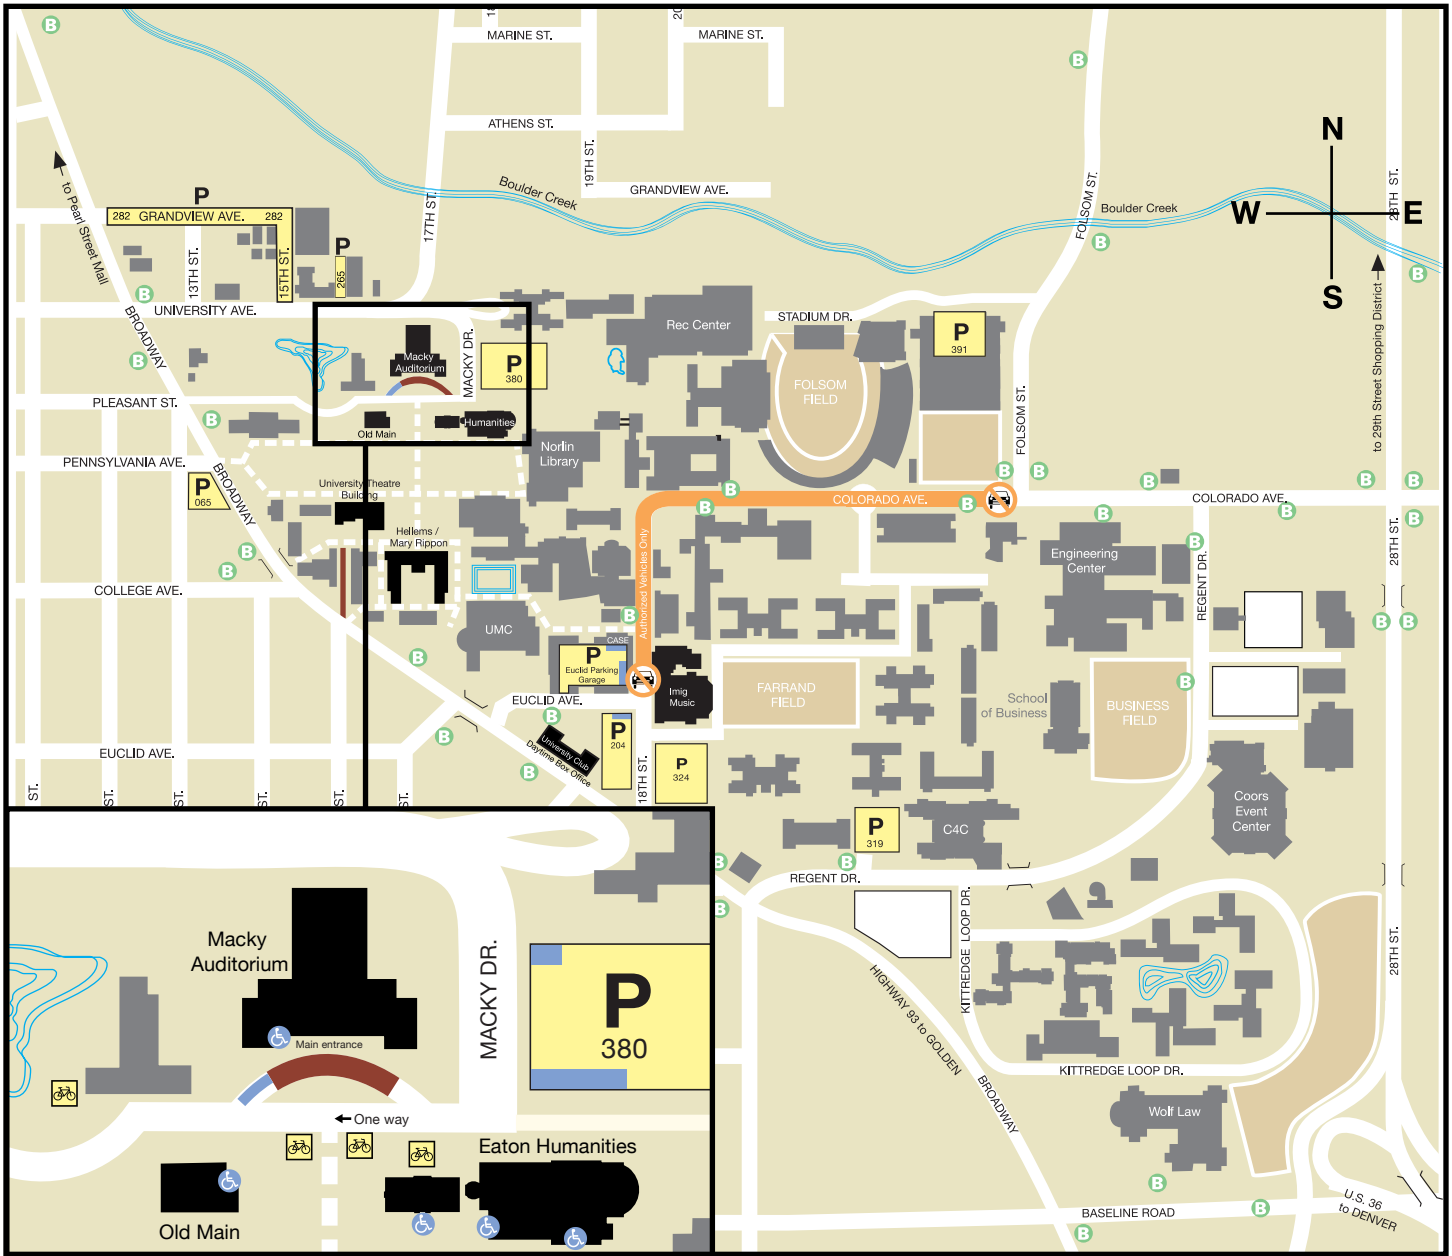 B
18
20
MARINE ST.
MARINE ST.
B
ATHENS ST.
19TH ST.
GRANDVIEW AVE.
Boulder Creek
17TH ST.
FOLSOM ST.
Boulder Creek
B
N
W
E
S
28TH ST.
B
to 29th Street Shopping District
to Pearl Street Mall
P
282
GRANDVIEW AVE.
282
13TH ST.
15TH ST.
P
265
B
UNIVERSITY AVE.
BROADWAY
B
Macky
Auditorium
MACKY DR.
P
380
Rec Center
STADIUM DR.
P
391
FOLSOM
FIELD
FOLSOM ST.
PLEASANT ST.
B
Old Main
Humanities
PENNSYLVANIA AVE.
P
065
BROADWAY
Norlin
Library
University Theatre
Building
Hellems /
Mary Rippon
B
B
COLORADO AVE.
B
B
B
B
COLORADO AVE.
B
B
B
B
B
B
B
B
COLLEGE AVE.
Authorized Vehicles Only
Engineering
Center
REGENT DR.
B
28TH ST.
B
B
UMC
B
CASE
P
Euclid Parking
Garage
Imig
Music
FARRAND
FIELD
School
of Business
BUSINESS
FIELD
B
B
EUCLID AVE.
B
B
University Club
Daytime Box Office
B
P
204
18TH ST.
P
324
EUCLID AVE.
ST.
ST.
ST.
ST.
ST.
ST.
P
319
C4C
Coors
Event
Center
B
B
B
REGENT DR.
KITTREDGE LOOP DR.
28TH ST.
HIGHWAY 93 to GOLDEN
BROADWAY
KITTREDGE LOOP DR.
Wolf Law
B
BASELINE ROAD
B
B
U.S. 36
to DENVER
Macky
Auditorium
MACKY DR.
P
380
Main entrance
One way
Eaton Humanities
Old Main